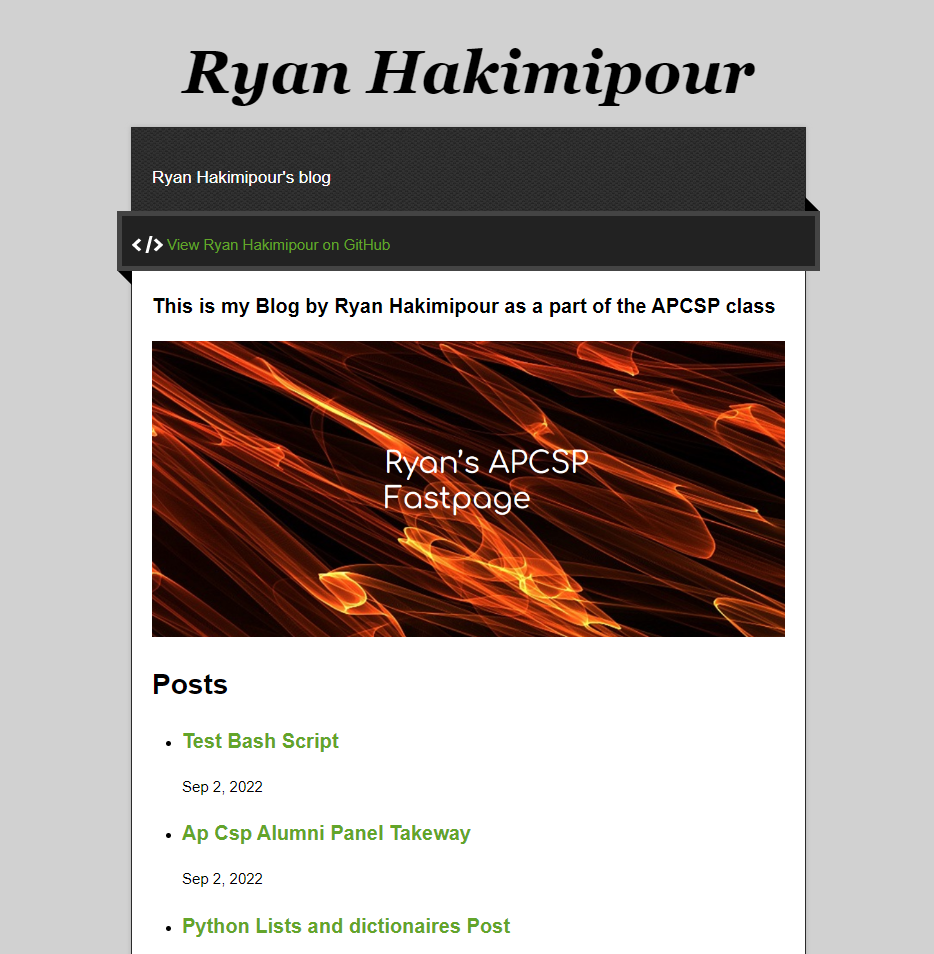 Ryan Hakimipour
Ryan Hakimipour's blog
</> View Ryan Hakimipour on GitHub
This is my Blog by Ryan Hakimipour as a part of the APCSP class
Ryan's APCSP
Fastpage
Posts
Test Bash Script
Sep 2, 2022
Ap Csp Alumni Panel Takeway
Sep 2, 2022
Python Lists and dictionaires Post